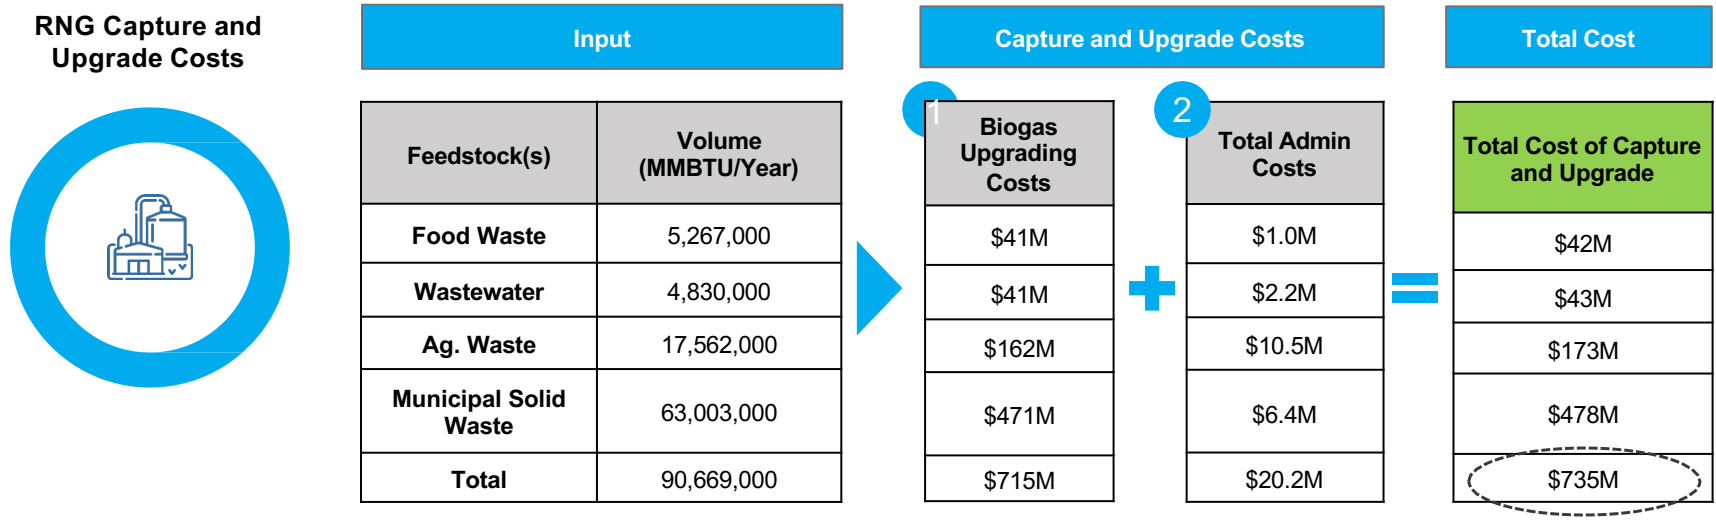 RNG Capture and
Upgrade Costs
Input
Capture and Upgrade Costs
Total Cost
1
2
Feedstock(s)
Volume
(MMBTU/Year)
Biogas
Upgrading
Costs
Total Admin
Costs
Total Cost of Capture
and Upgrade
Food Waste
5,267,000
$41M
$1.0M
$42M
Wastewater
4,830,000
$41M
$2.2M
$43M
Ag. Waste
17,562,000
$162M
$10.5M
$173M
Municipal Solid
Waste
63,003,000
$471M
$6.4M
$478M
Total
90,669,000
$715M
$20.2M
$735M